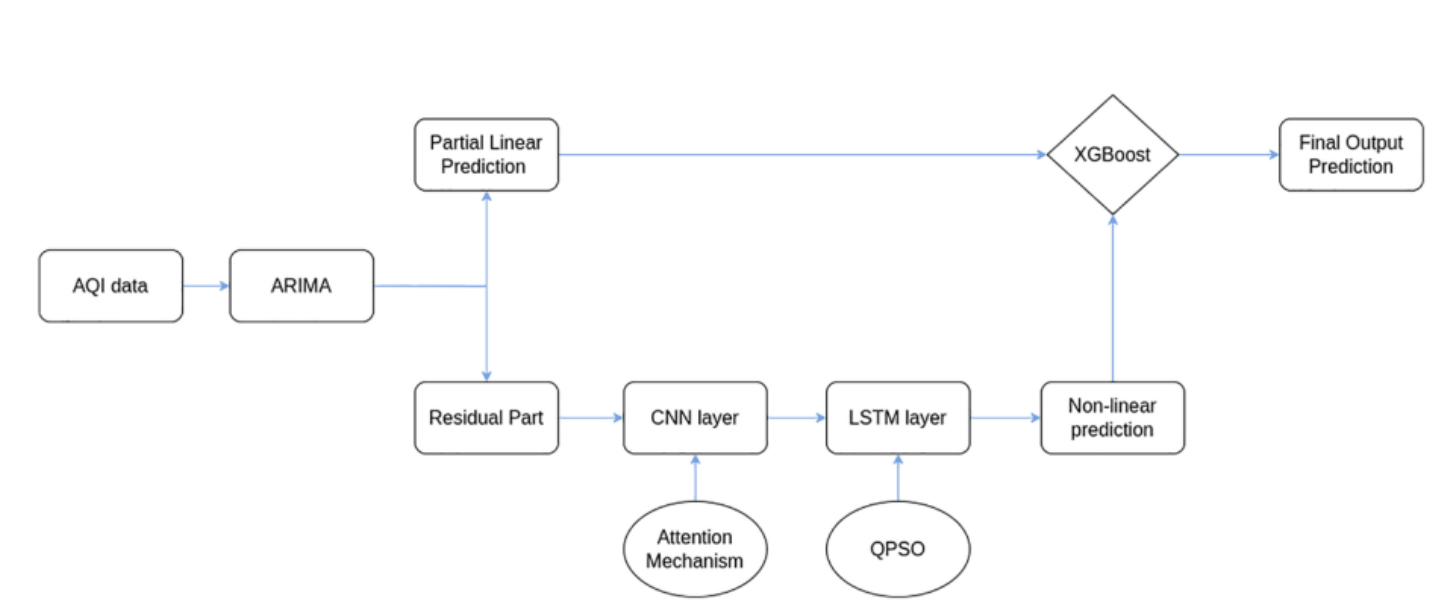 Partial Linear
Prediction
XGBoost
Final Output
Prediction
AQI data
ARIMA
Residual Part
CNN layer
LSTM layer
Non-linear
prediction
Attention
Mechanism
QPSO